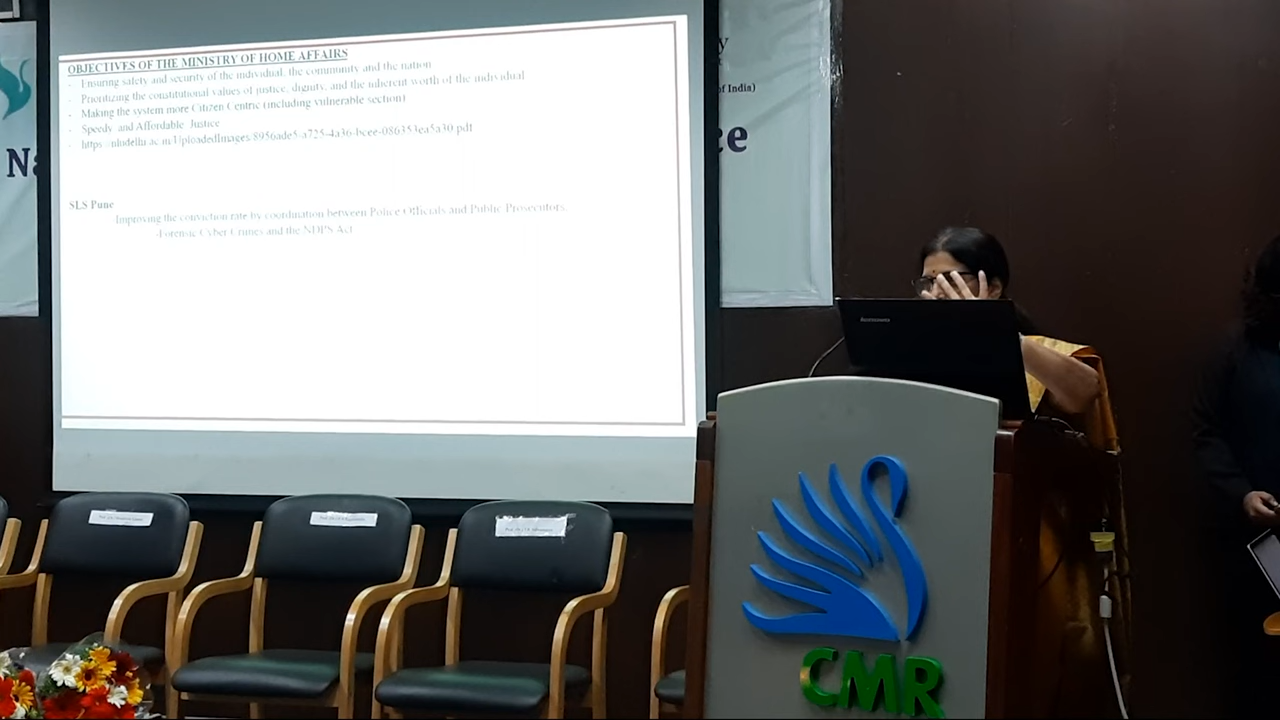 OBJECTIVES OF THE MINISTRY OF HOME AFFAIRS
- Ensuring safety and security of the individual, the community and the nation
- Prioritizing the constitutional values of justice, dignity, and the inherent worth of the individual
- Making the system more Citizen Centric (including vulnerable section)
- Speedy and Affordable Justice
SLS Pune
Improving the conviction rate by coordination between Police Officials and Public Prosecutors.
-Forensic Cyber Crimes and the NDPS Act
Na
y
of India)
ce
lenovo
CMR